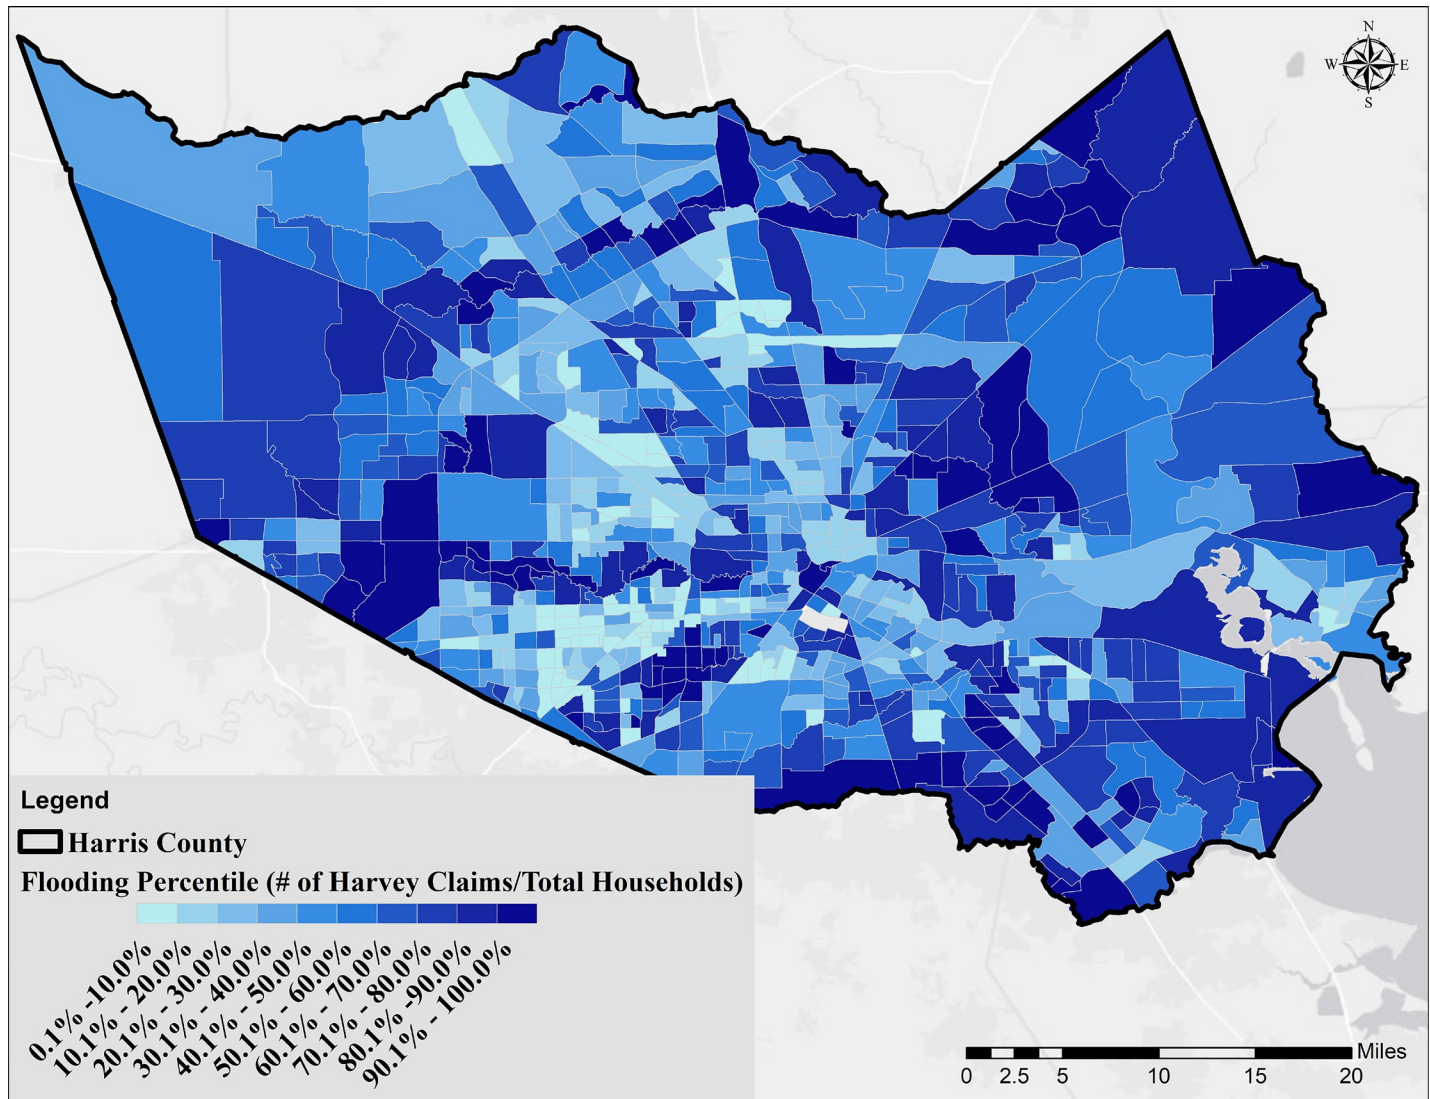 N
W E
S
Legend
Harris County
Flooding Percentile (# of Harvey Claims/Total Households)
0.1% -10.0%
10.1% - 20.0%
20.1% - 30.0%
30.1% - 40.0%
40.1% - 50.0%
50.1% - 60.0%
60.1% - 70.0%
70.1% - 80.0%
80.1% -90.0%
90.1% - 100.0%
Miles
0 2.5 5 10 15 20